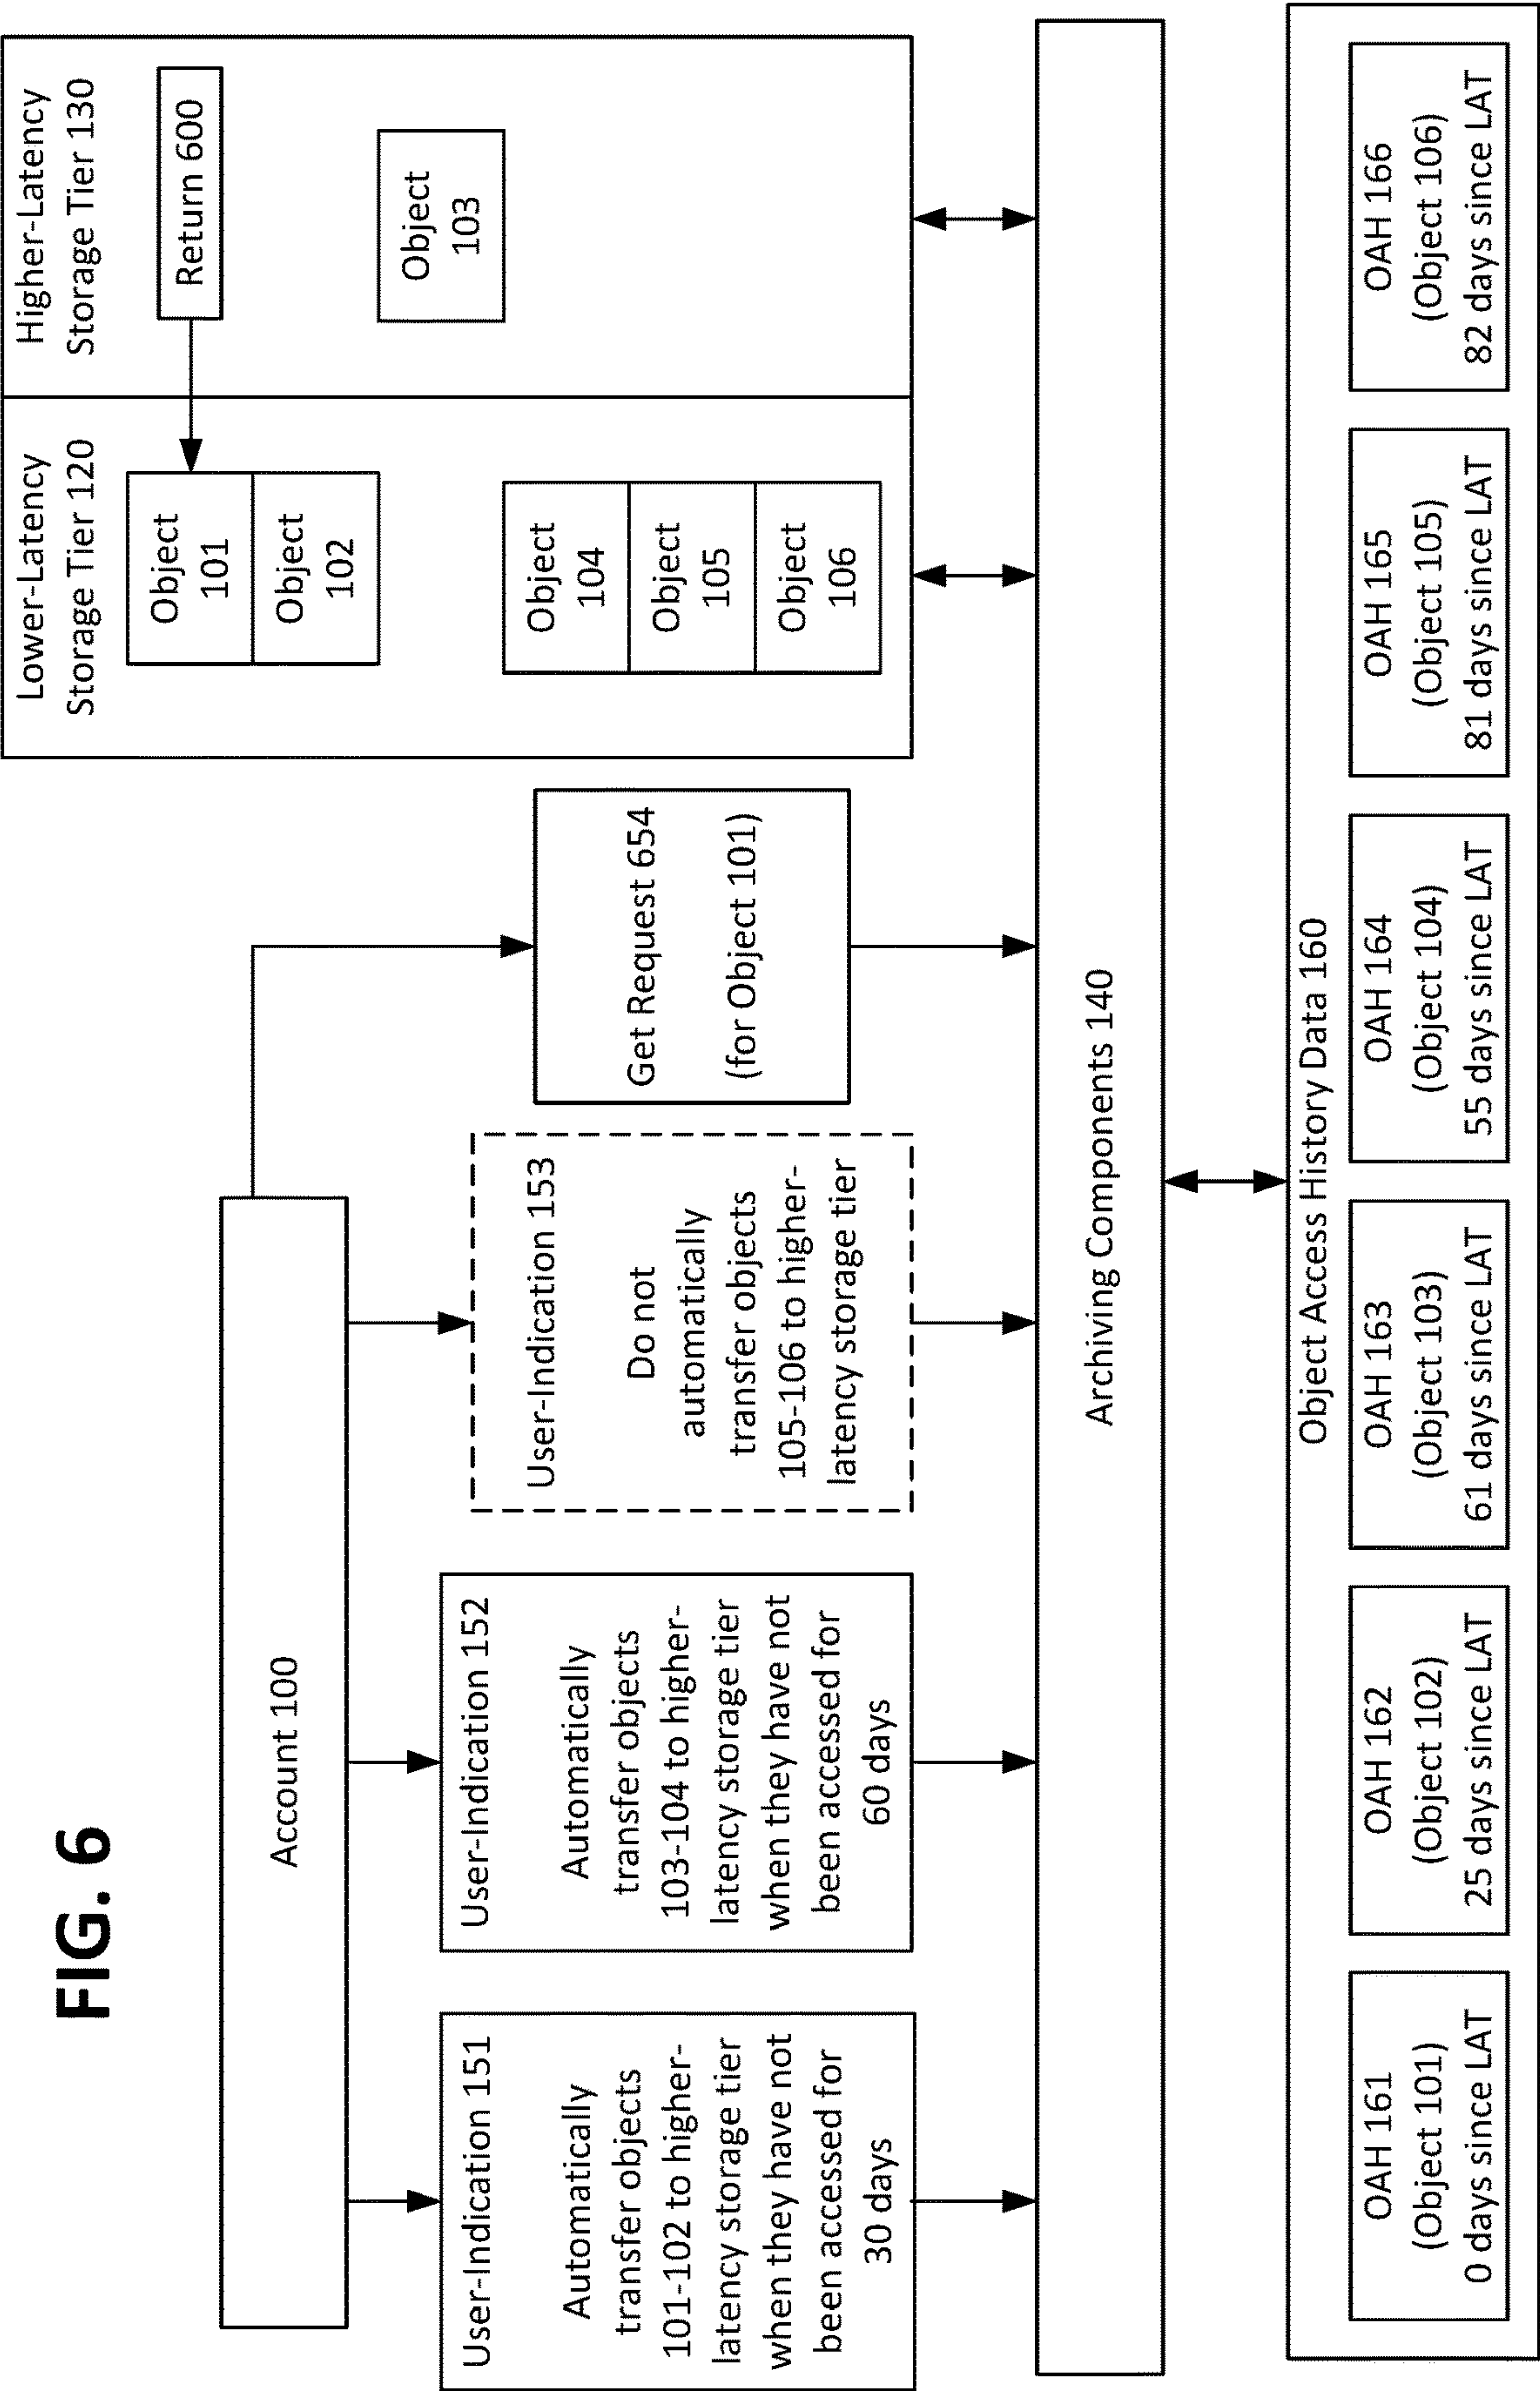 FIG. 6
Account 100
User-Indication 151
Automatically
transfer objects
101-102 to higher-
latency storage tier
when they have not
been accessed for
30 days
User-Indication 152
Automatically
transfer objects
103-104 to higher-
latency storage tier
when they have not
been accessed for
60 days
User-Indication 153
Do not
automatically
transfer objects
105-106 to higher-
latency storage tier
Get Request 654
(for Object 101)
Lower-Latency
Storage Tier 120
Object
101
Object
102
Object
104
Object
105
Object
106
Higher-Latency
Storage Tier 130
Return 600
Object
103
Archiving Components 140
Object Access History Data 160
OAH 161
(Object 101)
0 days since LAT
OAH 162
(Object 102)
25 days since LAT
OAH 163
(Object 103)
61 days since LAT
OAH 164
(Object 104)
55 days since LAT
OAH 165
(Object 105)
81 days since LAT
OAH 166
(Object 106)
82 days since LAT